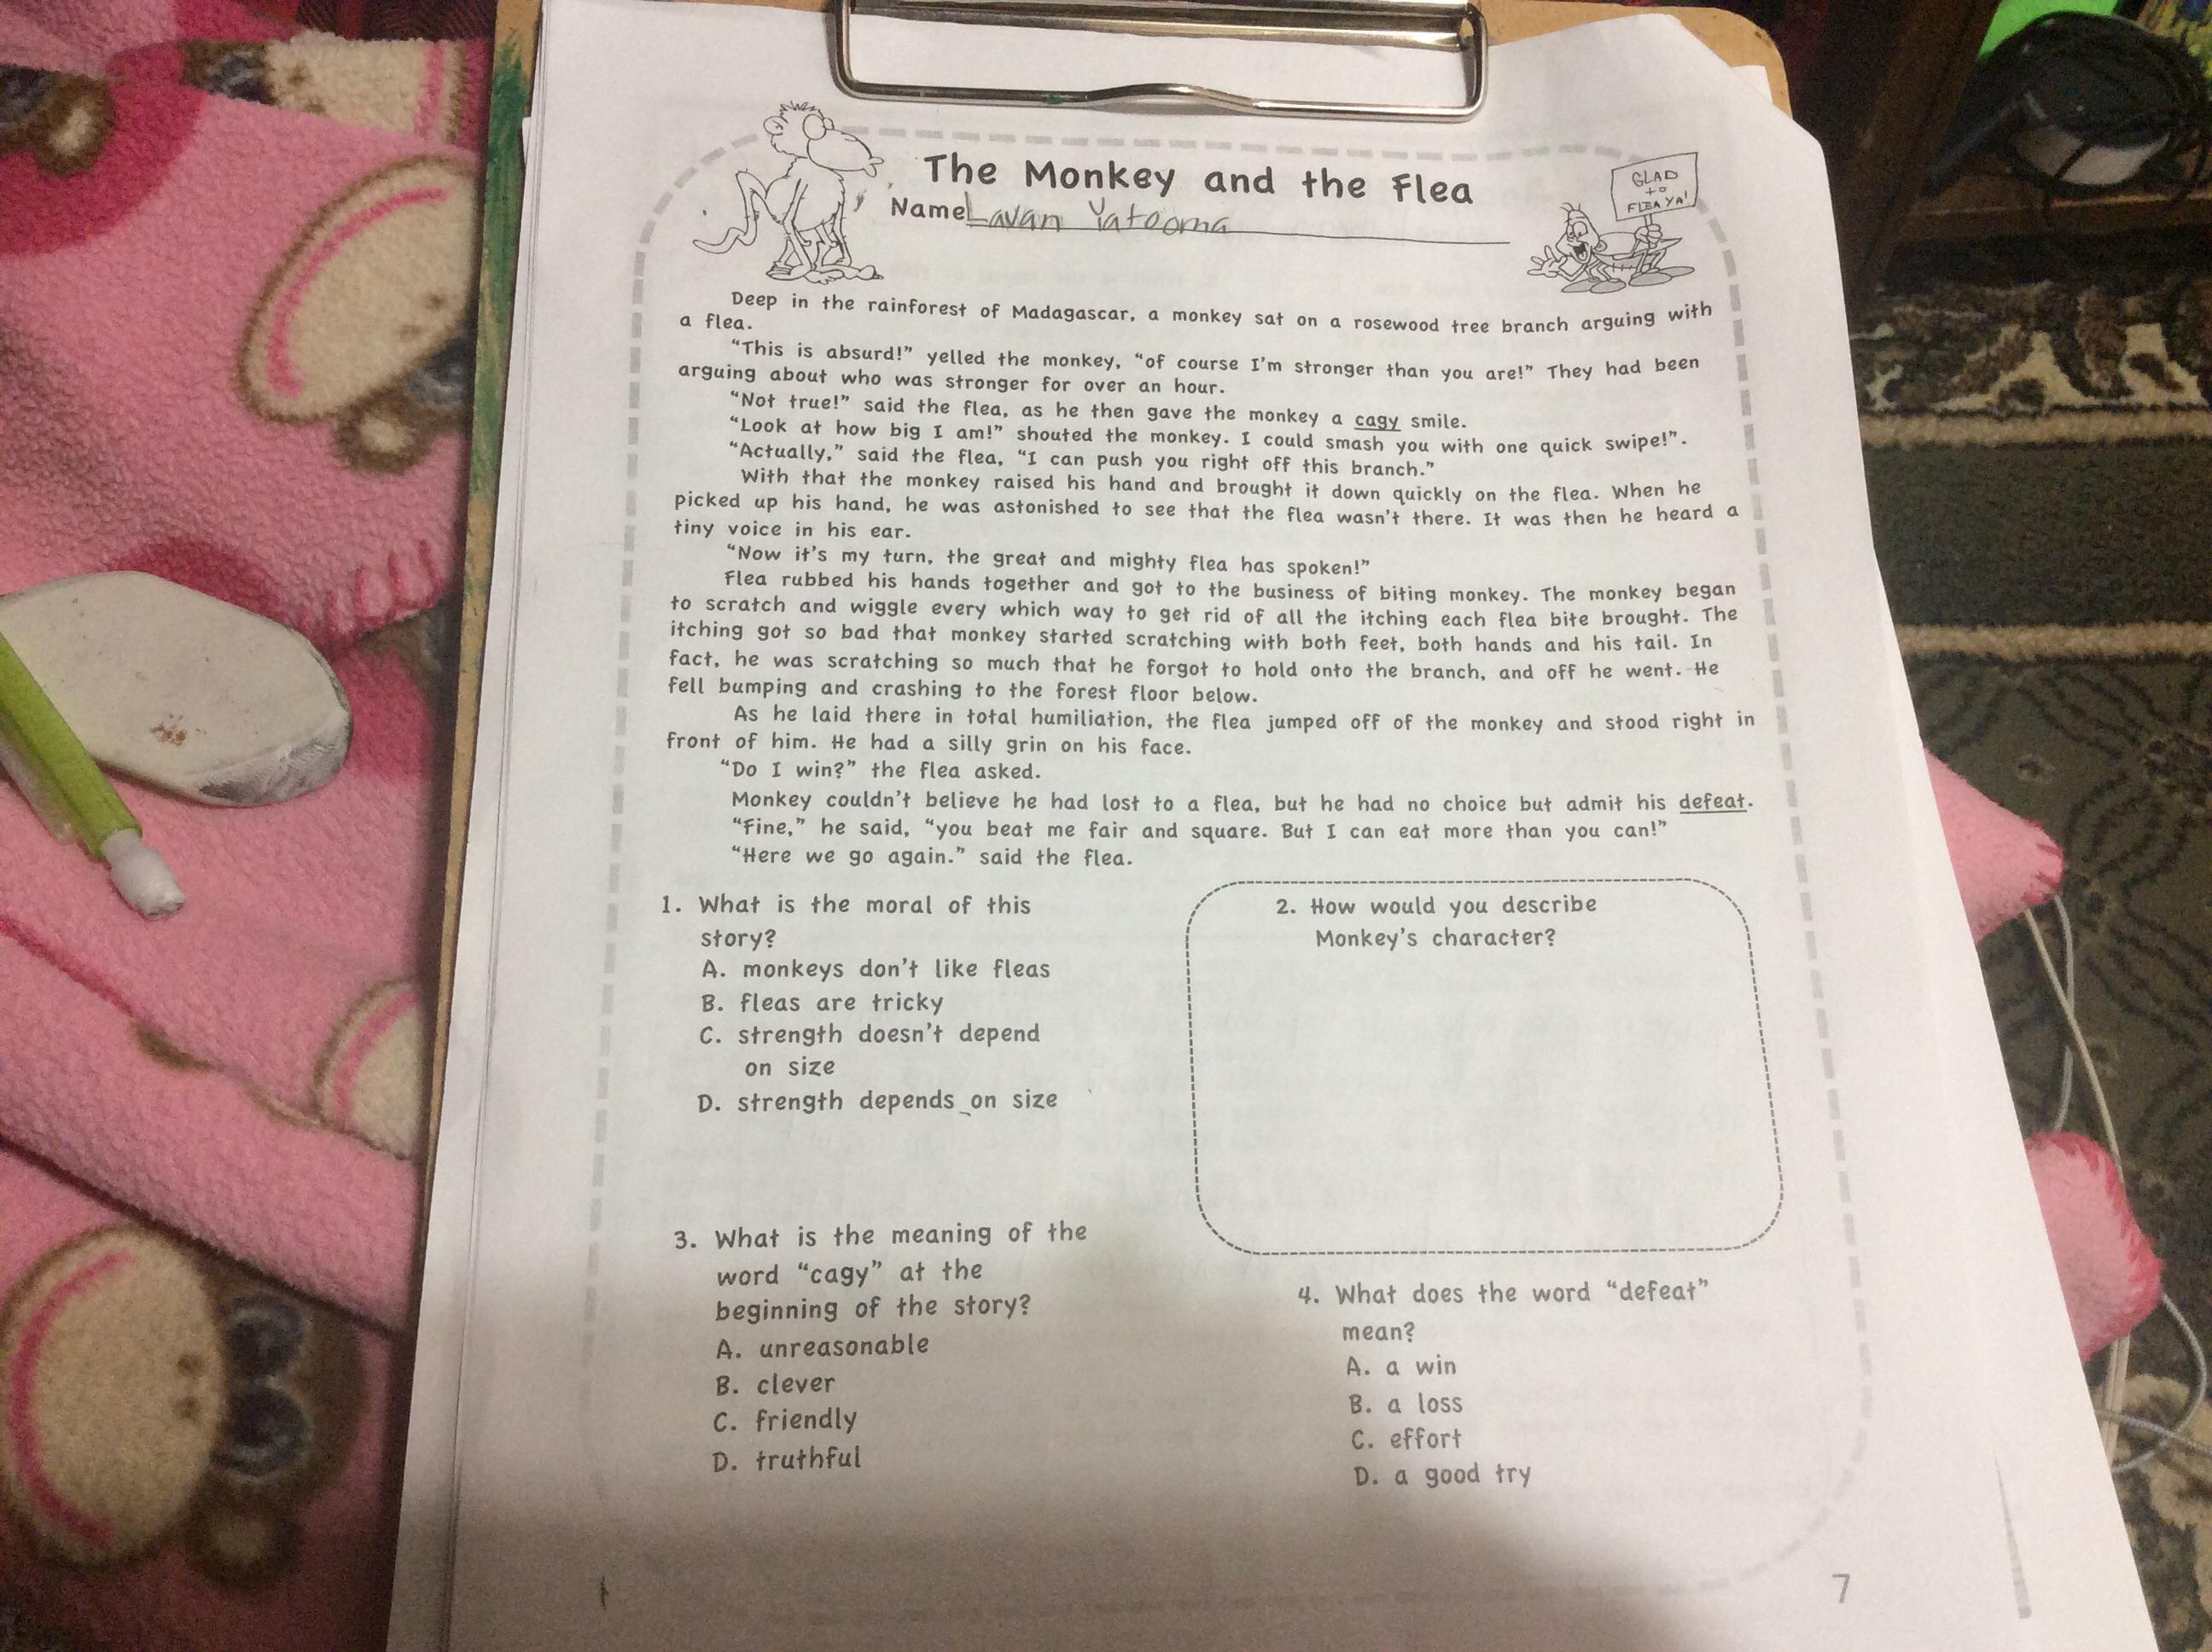 The Monkey and the Flea
GLAD
to
FLEA YA!
Name Lavan Yatooma
Deep in the rainforest of Madagascar, a monkey sat on a rosewood tree branch arguing with
a flea.
“This is absurd!” yelled the monkey, “of course I’m stronger than you are!” They had been
arguing about who was stronger for over an hour.
“Not true!” said the flea, as he then gave the monkey a cagy smile.
“Look at how big I am!” shouted the monkey. I could smash you with one quick swipe!”.
“Actually,” said the flea, “I can push you right off this branch.”
With that the monkey raised his hand and brought it down quickly on the flea. When he
picked up his hand, he was astonished to see that the flea wasn’t there. It was then he heard a
tiny voice in his ear.
“Now it’s my turn, the great and mighty flea has spoken!”
Flea rubbed his hands together and got to the business of biting monkey. The monkey began
to scratch and wiggle every which way to get rid of all the itching each flea bite brought. The
itching got so bad that monkey started scratching with both feet, both hands and his tail. In
fact, he was scratching so much that he forgot to hold onto the branch, and off he went. He
fell bumping and crashing to the forest floor below.
As he laid there in total humiliation, the flea jumped off of the monkey and stood right in
front of him. He had a silly grin on his face.
“Do I win?” the flea asked.
Monkey couldn’t believe he had lost to a flea, but he had no choice but admit his defeat.
“Fine,” he said, “you beat me fair and square. But I can eat more than you can!”
“Here we go again.” said the flea.
1. What is the moral of this
story?
A. monkeys don’t like fleas
B. fleas are tricky
C. strength doesn’t depend
on size
D. strength depends on size
2. How would you describe
Monkey’s character?
3. What is the meaning of the
word “cagy” at the
beginning of the story?
A. unreasonable
B. clever
C. friendly
D. truthful
4. What does the word “defeat”
mean?
A. a win
B. a loss
C. effort
D. a good try
7